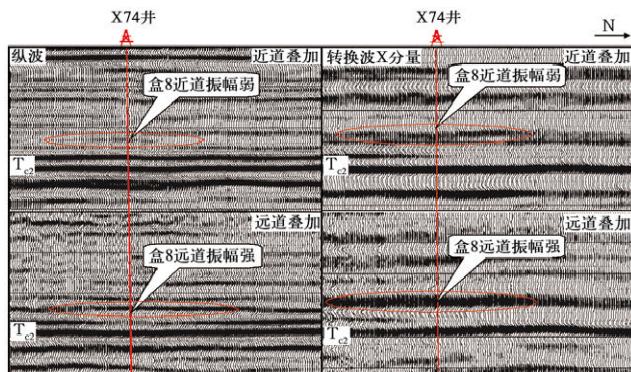 X74井
X74井
N
纵波
近道叠加
转换波X分量
近道叠加
盒8近道振幅弱
盒8近道振幅弱
Tc2
Tc2
远道叠加
远道叠加
盒8远道振幅强
盒8远道振幅强
Tc2
Tc2